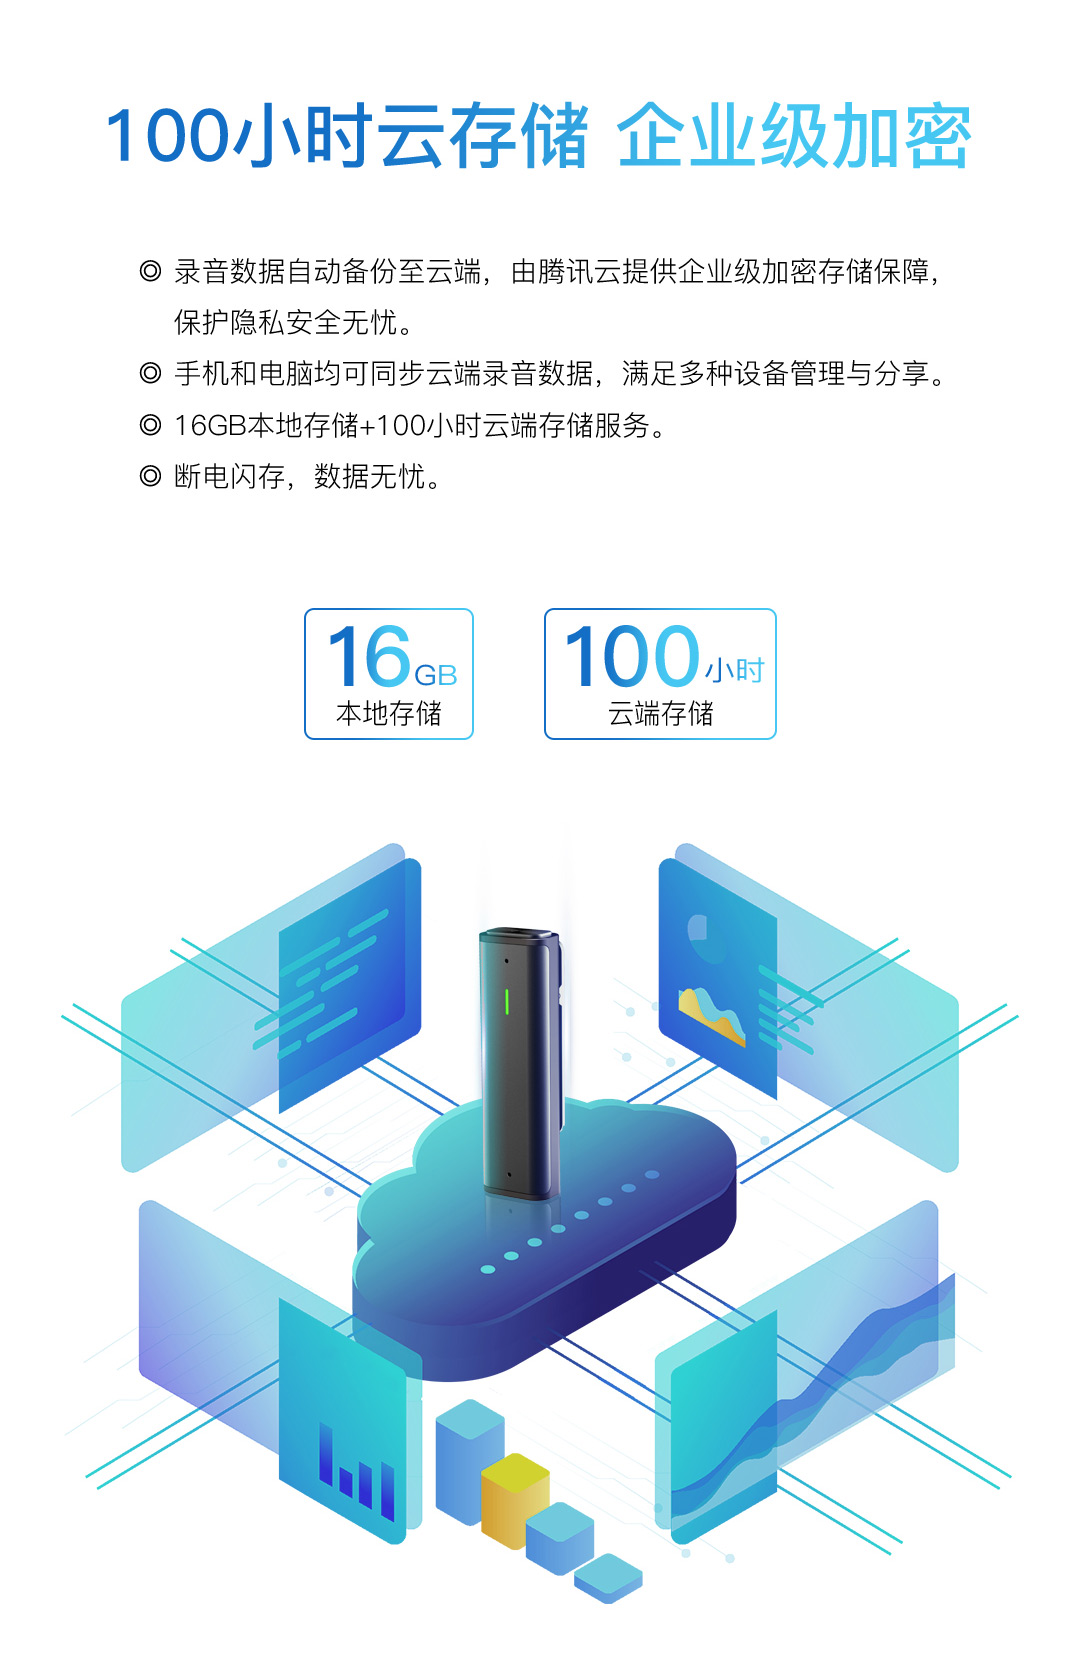 100小时云存储 企业级加密
◎ 录音数据自动备份至云端，由腾讯云提供企业级加密存储保障，
保护隐私安全无忧。
◎ 手机和电脑均可同步云端录音数据，满足多种设备管理与分享。
◎ 16GB本地存储+100小时云端存储服务。
◎ 断电闪存，数据无忧。
16GB
本地存储
100小时
云端存储